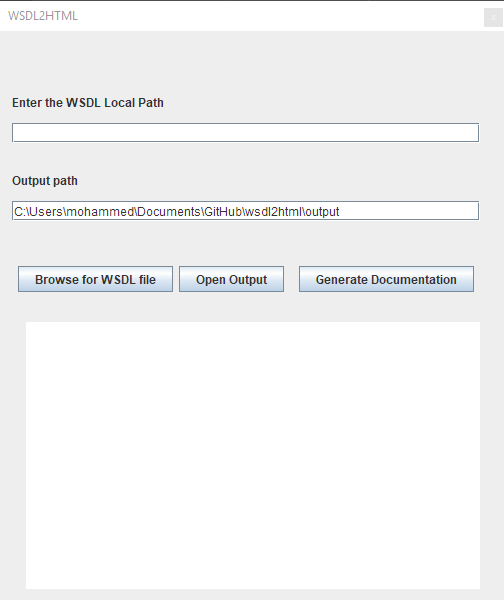 WSDL2HTML
Enter the WSDL Local Path
Output path
C:\Users\mohammed\Documents\GitHub\wsdl2html\output
Browse for WSDL file Open Output Generate Documentation